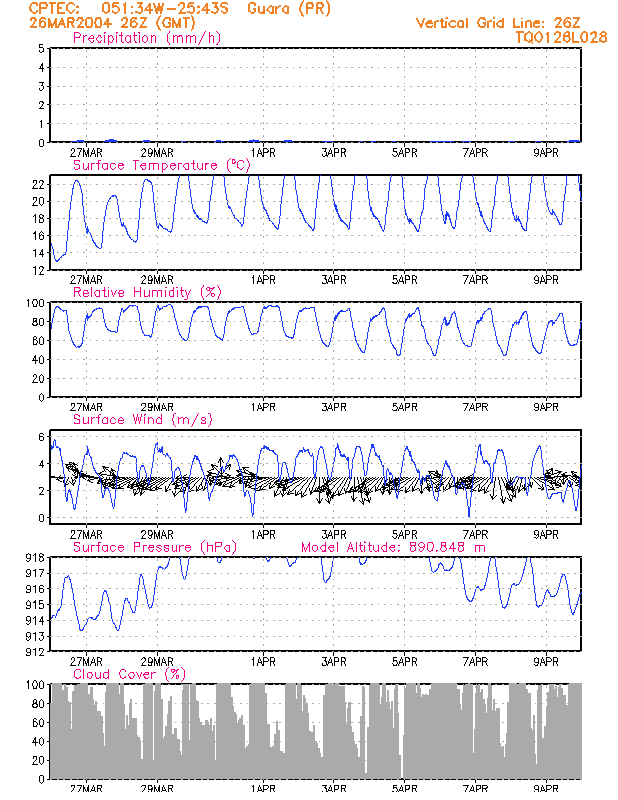 CPTEC: 051:34W-25:43S Guara (PR)
26MAR2004 26Z (GMT) Vertical Grid Line: 26Z
Precipitation (mm/h) TQ0126L028
5
4
3
2
1
0
27MAR 29MAR 1APR 3APR 5APR 7APR 9APR
Surface Temperature (°C)
22
20
18
16
14
12
27MAR 29MAR 1APR 3APR 5APR 7APR 9APR
Relative Humidity (%)
100
80
60
40
20
0
27MAR 29MAR 1APR 3APR 5APR 7APR 9APR
Surface Wind (m/s)
6
4
2
0
27MAR 29MAR 1APR 3APR 5APR 7APR 9APR
Surface Pressure (hPa) Model Altitude: 890.848 m
918
917
916
915
914
913
912
27MAR 29MAR 1APR 3APR 5APR 7APR 9APR
Cloud Cover (%)
100
80
60
40
20
0
27MAR 29MAR 1APR 3APR 5APR 7APR 9APR